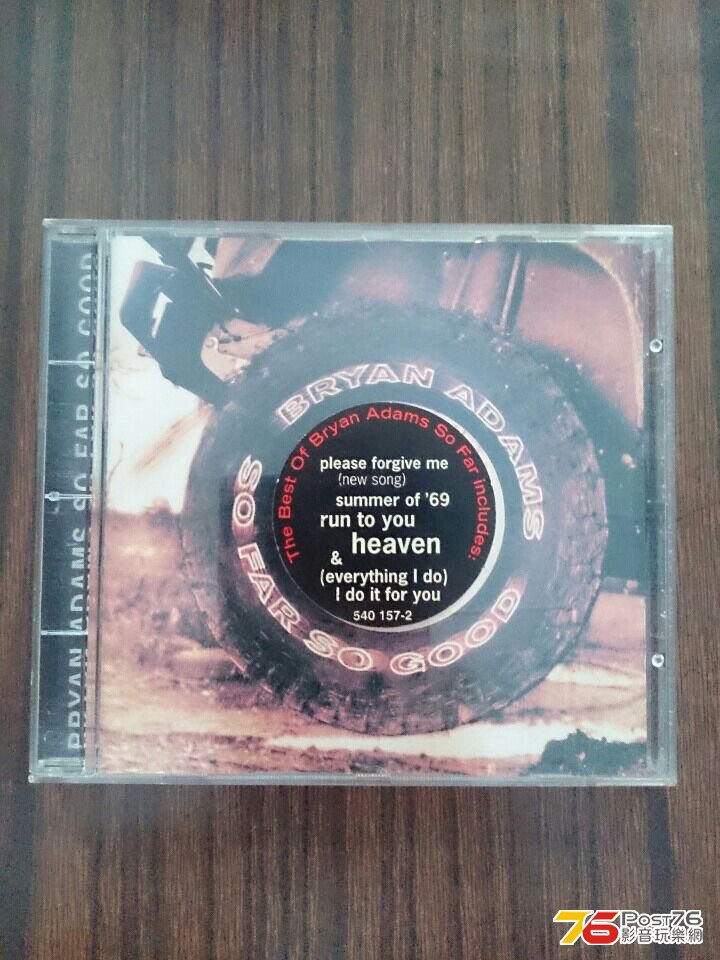 BRYAN ADAMS SO FAR SO GOOD
BRYAN ADAMS
SO FAR SO GOOD
The Best Of Bryan Adams So Far includes:
please forgive me
(new song)
summer of '69
run to you
heaven
&
(everything I do)
I do it for you
540 157-2
76 Post76
影音玩樂網